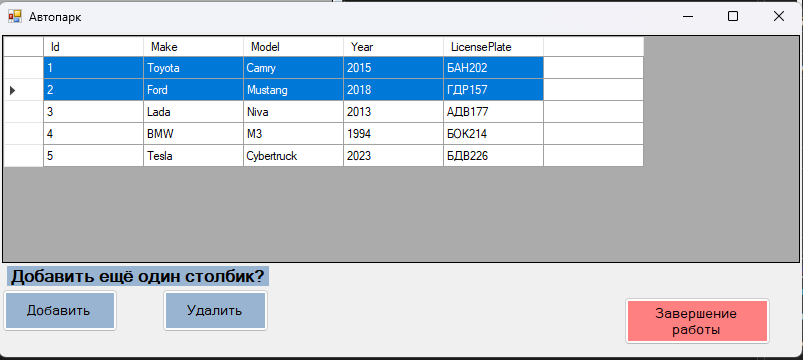 Автопарк
Id Make Model Year LicensePlate
1 Toyota Camry 2015 БАН202
2 Ford Mustang 2018 ГДР157
3 Lada Niva 2013 АДВ177
4 BMW M3 1994 БОК214
5 Tesla Cybertruck 2023 БДВ226
Добавить ещё один столбик?
Добавить Удалить
Завершение
работы